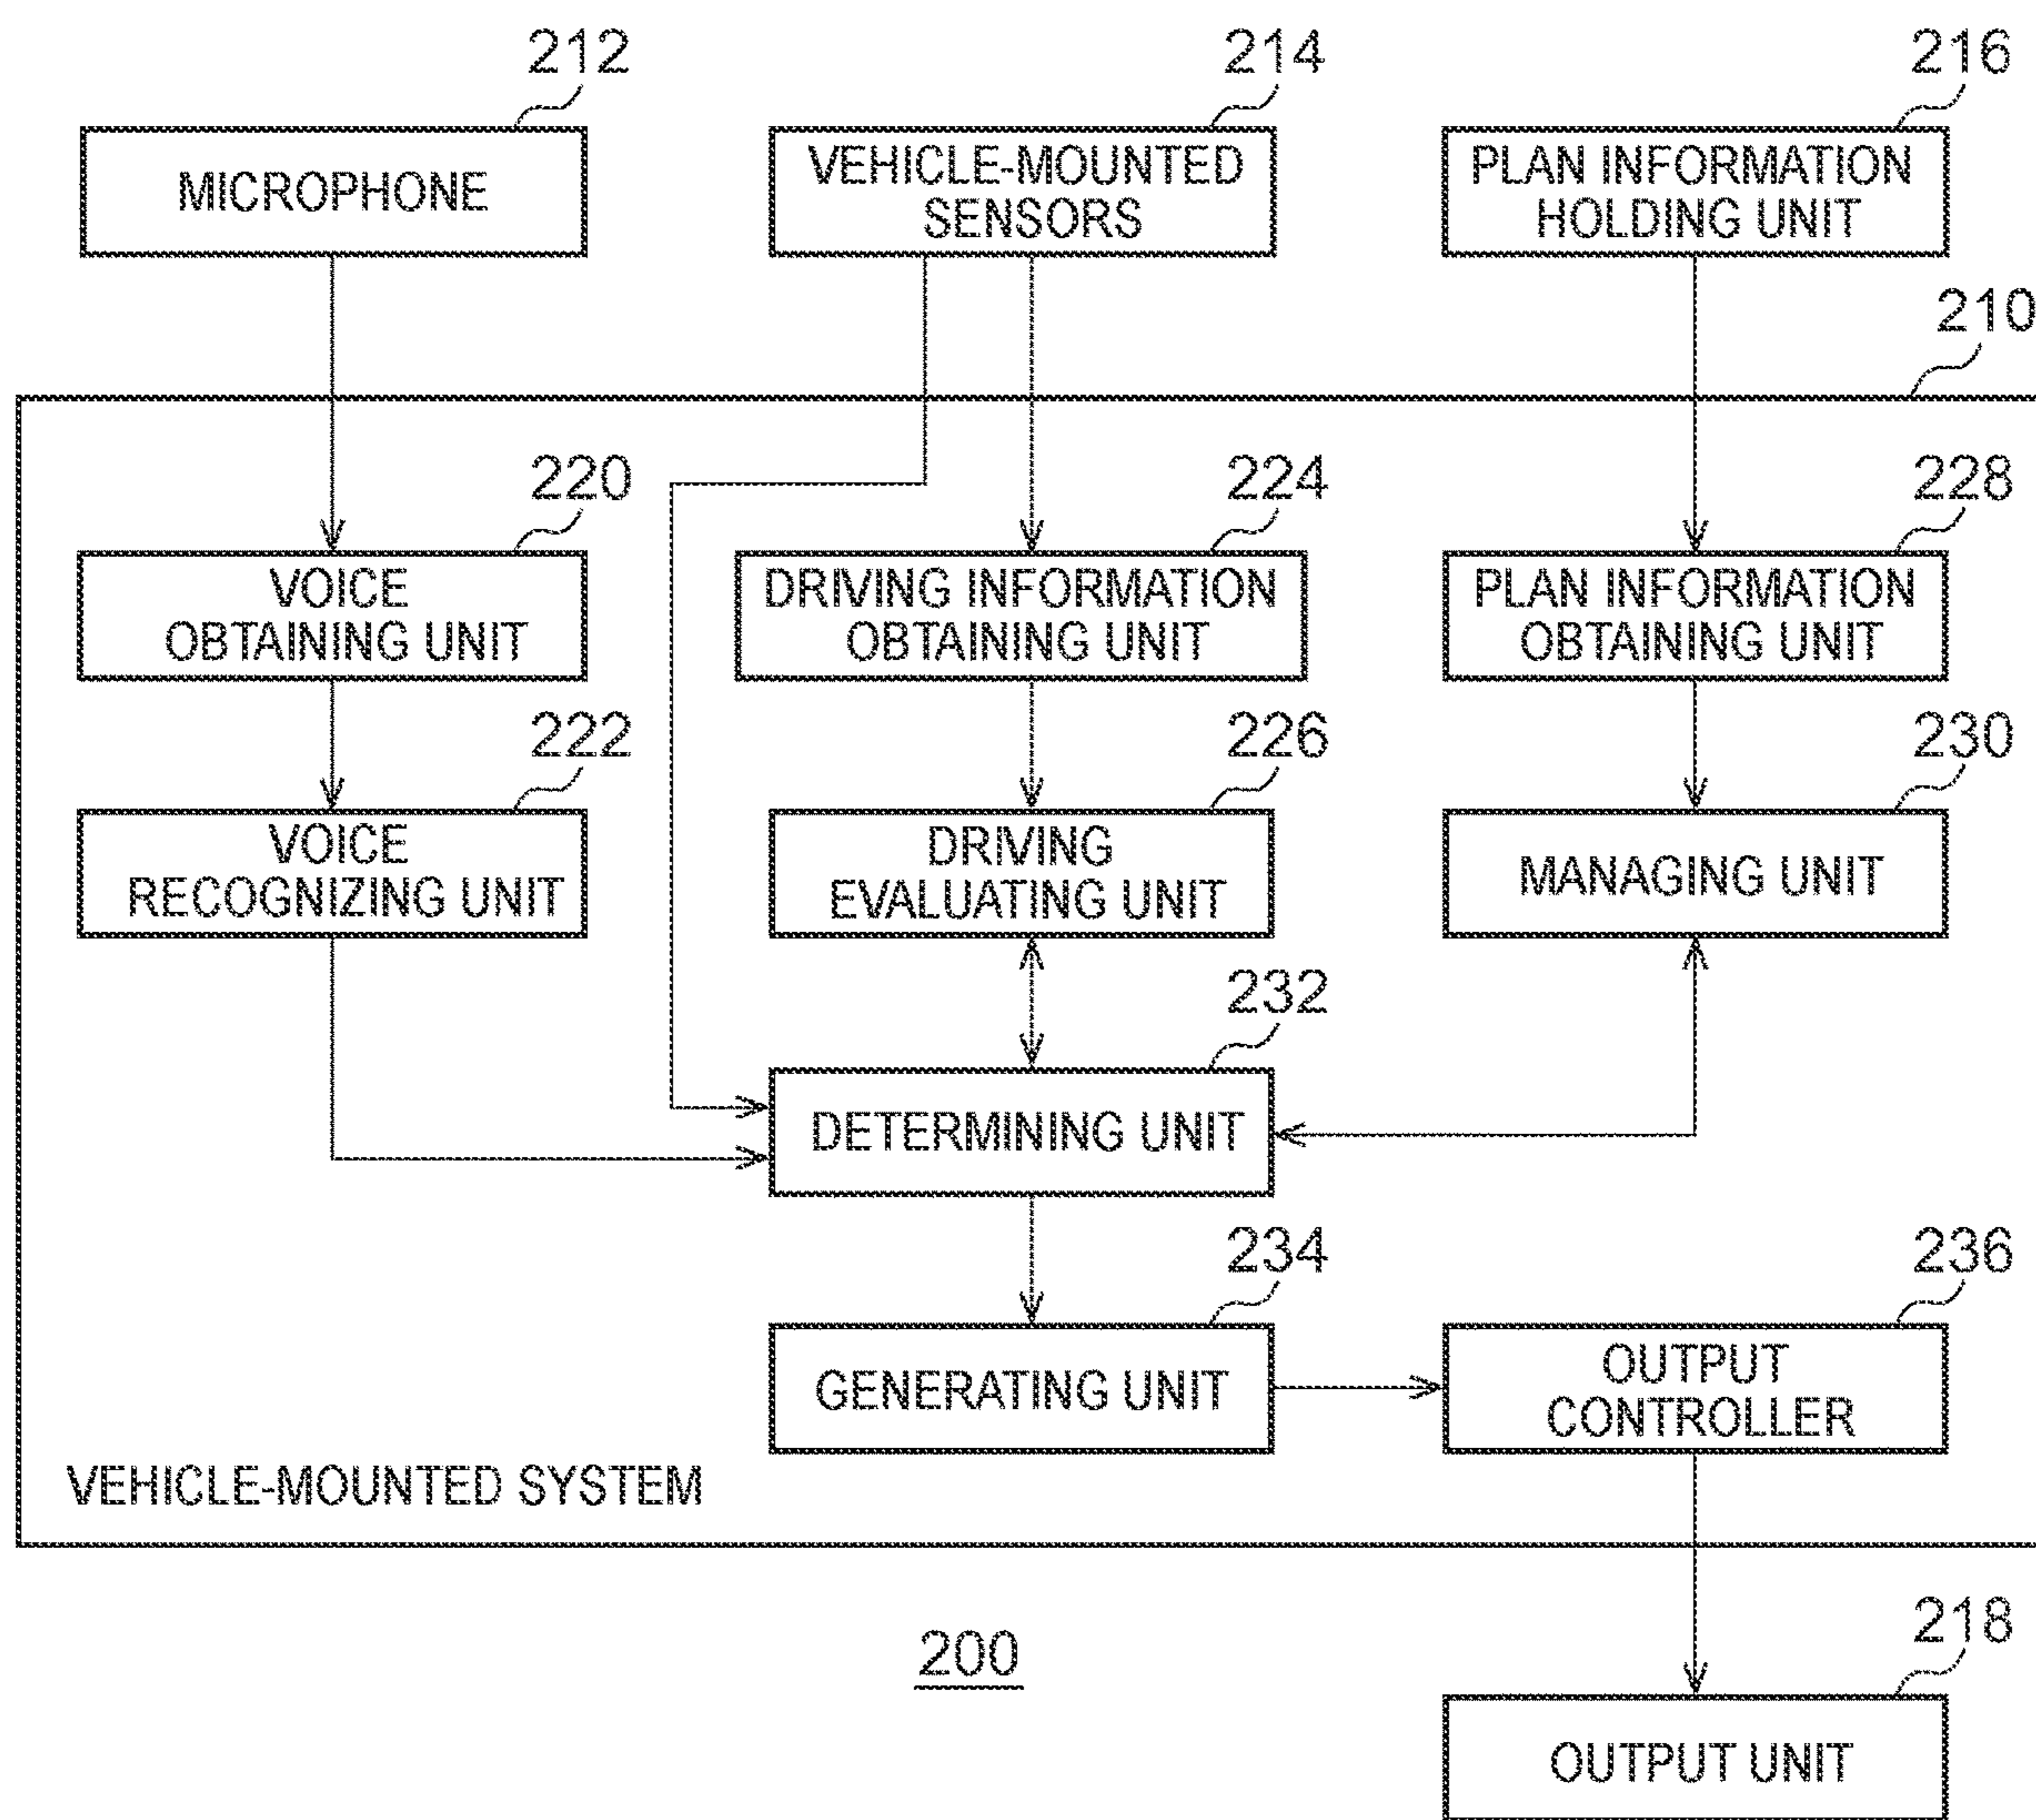 212
214
216
MICROPHONE
VEHICLE-MOUNTED
SENSORS
PLAN INFORMATION
HOLDING UNIT
210
220
224
228
VOICE
OBTAINING UNIT
DRIVING INFORMATION
OBTAINING UNIT
PLAN INFORMATION
OBTAINING UNIT
222
226
230
VOICE
RECOGNIZING UNIT
DRIVING
EVALUATING UNIT
MANAGING UNIT
232
DETERMINING UNIT
234
236
GENERATING UNIT
OUTPUT
CONTROLLER
VEHICLE-MOUNTED SYSTEM
200
218
OUTPUT UNIT